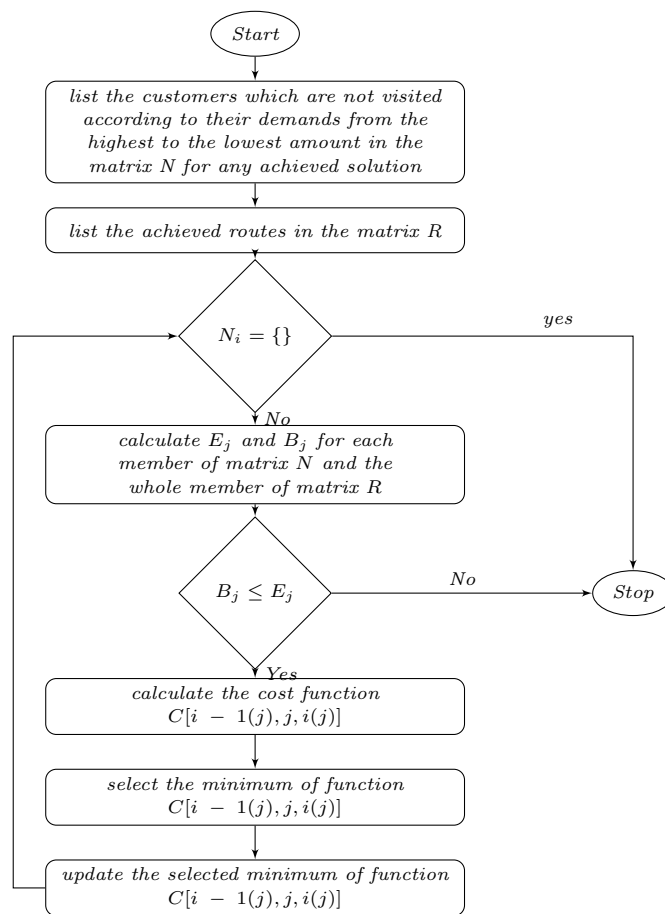 Start
list the customers which are not visited
according to their demands from the
highest to the lowest amount in the
matrix N for any achieved solution
list the achieved routes in the matrix R
N_i = {}
yes
No
calculate E_j and B_j for each
member of matrix N and the
whole member of matrix R
B_j ≤ E_j
No
Stop
Yes
calculate the cost function
C[i − 1(j), j, i(j)]
select the minimum of function
C[i − 1(j), j, i(j)]
update the selected minimum of function
C[i − 1(j), j, i(j)]